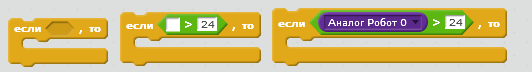 если , то
если > 24 , то
если Аналог Робот 0 > 24 , то